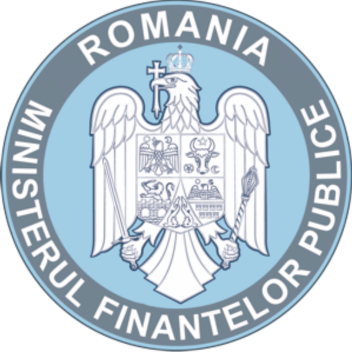 ROMANIA
MINISTERUL FINANTELOR PUBLICE